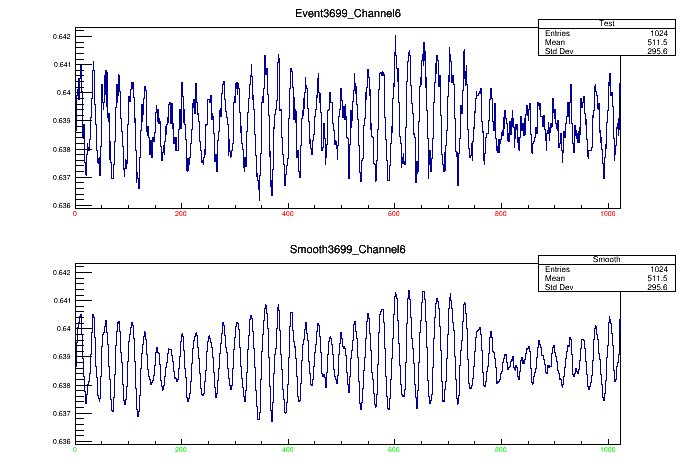 Event3699_Channel6
Test
Entries 1024
Mean 511.5
Std Dev 295.6
0.642
0.641
0.64
0.639
0.638
0.637
0.636
0 200 400 600 800 1000
Smooth3699_Channel6
Smooth
Entries 1024
Mean 511.5
Std Dev 295.6
0.642
0.641
0.64
0.639
0.638
0.637
0.636
0 200 400 600 800 1000